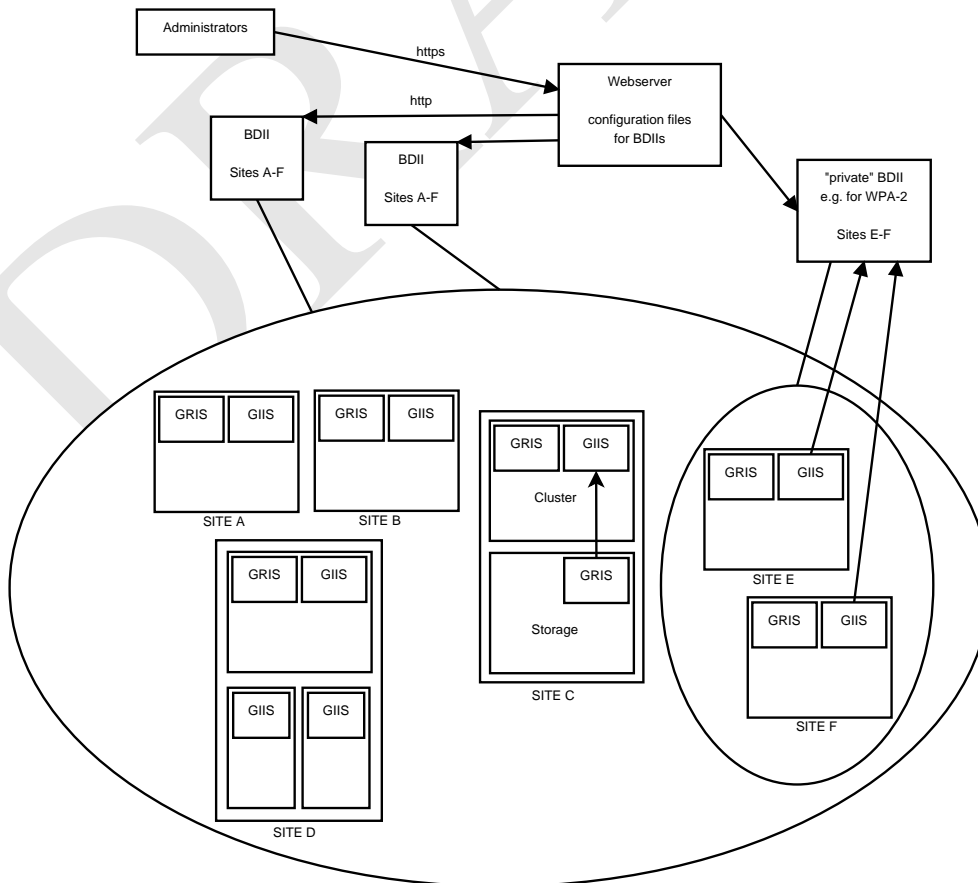 Administrators
https
Webserver
configuration files
for BDIIs
http
BDII
Sites A-F
BDII
Sites A-F
"private" BDII
e.g. for WPA-2
Sites E-F
GRIS
GIIS
SITE A
GRIS
GIIS
SITE B
GRIS
GIIS
Cluster
GRIS
Storage
SITE C
GRIS
GIIS
GIIS
GIIS
SITE D
GRIS
GIIS
SITE E
GRIS
GIIS
SITE F